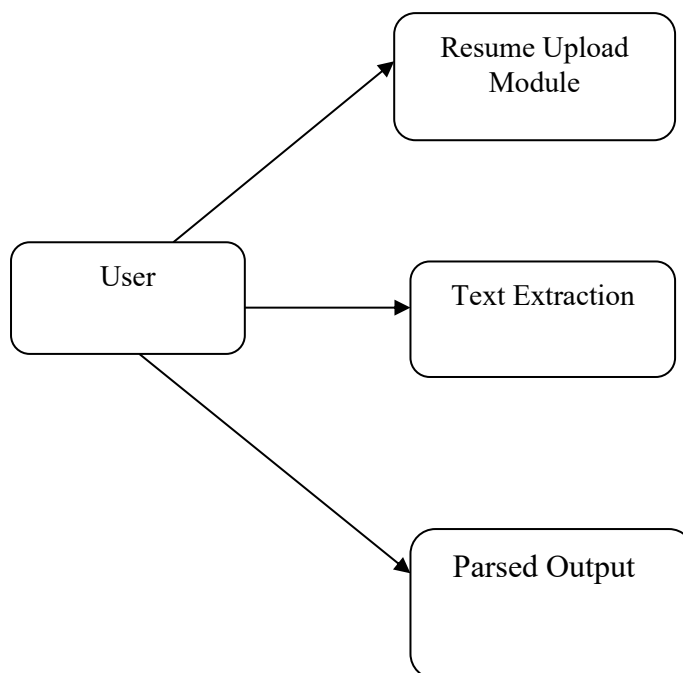 Resume Upload
Module
User
Text Extraction
Parsed Output